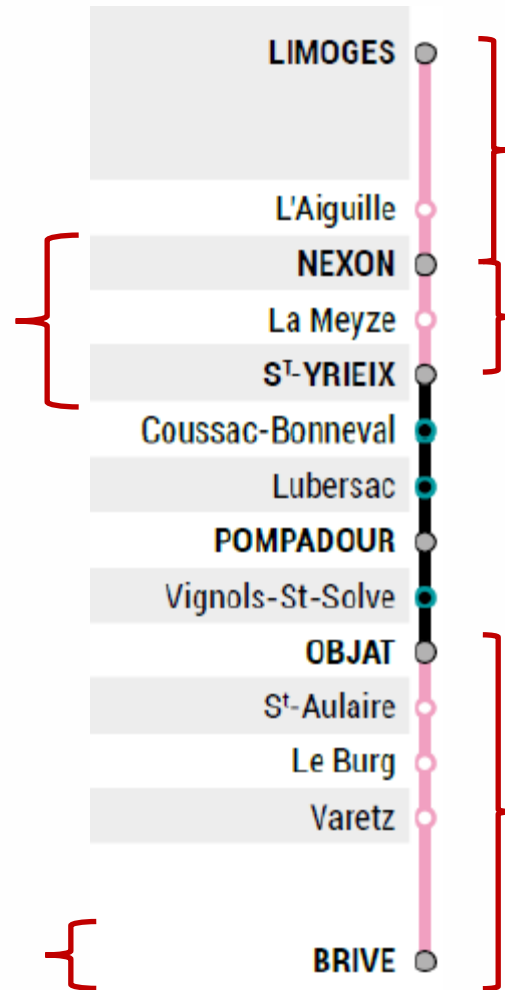 LIMOGES
L'Aiguille
NEXON
La Meyze
Sᵀ-YRIEIX
Coussac-Bonneval
Lubersac
POMPADOUR
Vignols-St-Solve
OBJAT
Sᵗ-Aulaire
Le Burg
Varetz
BRIVE